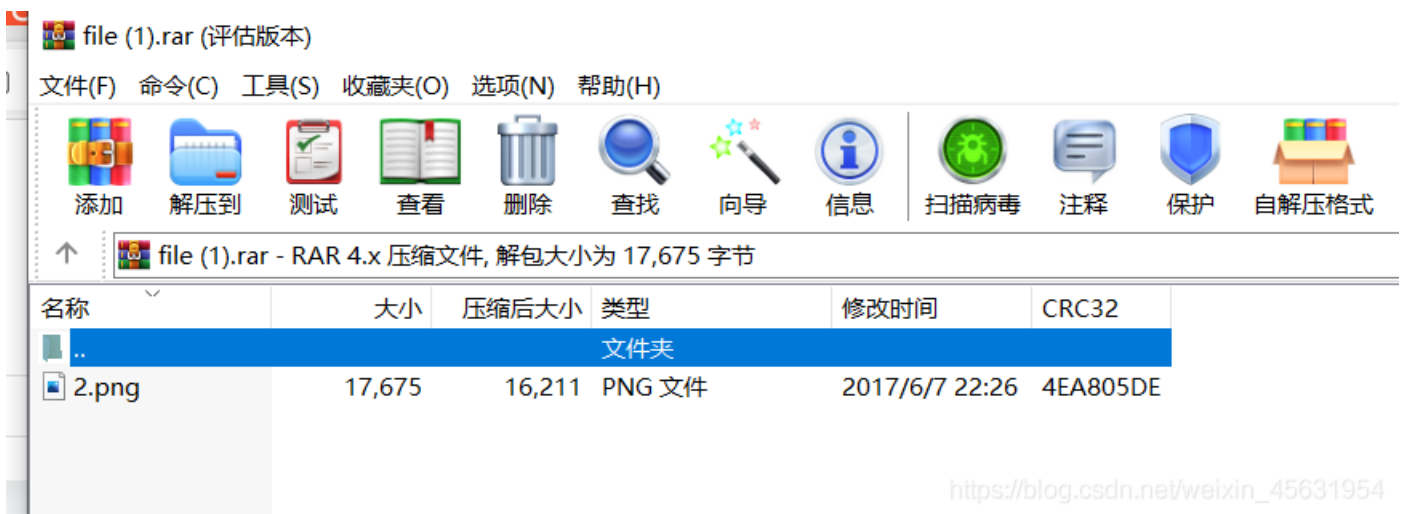 file (1).rar (评估版本)
文件(F) 命令(C) 工具(S) 收藏夹(O) 选项(N) 帮助(H)
添加 解压到 测试 查看 删除 查找 向导 信息 扫描病毒 注释 保护 自解压格式
file (1).rar - RAR 4.x 压缩文件, 解包大小为 17,675 字节
名称 大小 压缩后大小 类型 修改时间 CRC32
.. 文件夹
2.png 17,675 16,211 PNG 文件 2017/6/7 22:26 4EA805DE
https://blog.csdn.net/weixin_45631954